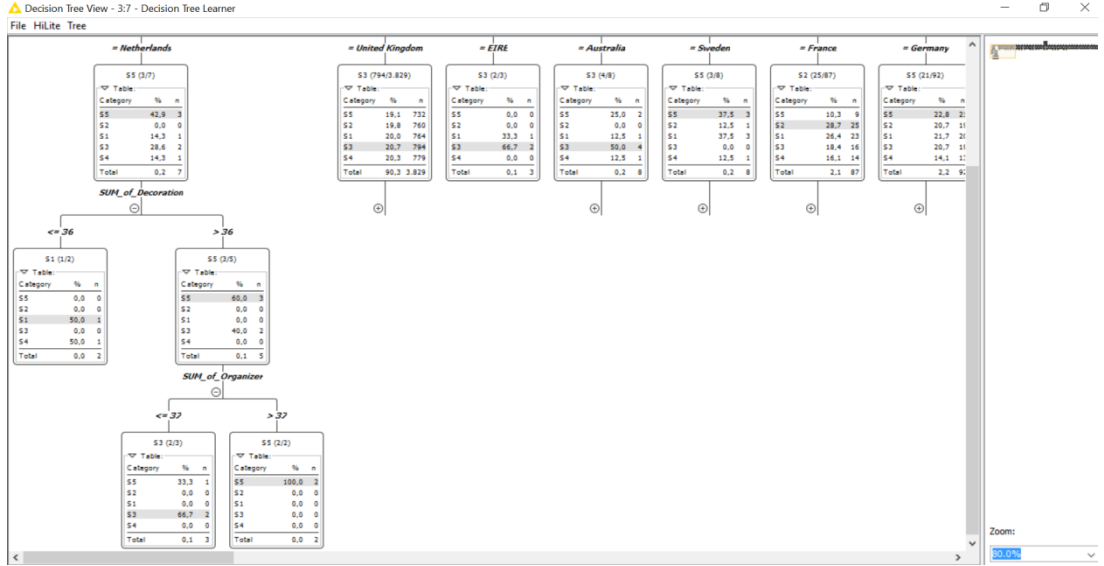 Decision Tree View - 3:7 - Decision Tree Learner
File HiLite Tree
= Netherlands
S5 (3/7)
Table:
Category % n
S5 42,9 3
S2 0,0 0
S1 14,3 1
S3 28,6 2
S4 14,3 1
Total 0,2 7
SUM_of_Decoration
= United Kingdom
S3 (794/3.829)
Table:
Category % n
S5 19,1 732
S2 19,8 760
S1 20,0 764
S3 20,7 794
S4 20,3 779
Total 90,3 3.829
= EIRE
S3 (2/3)
Table:
Category % n
S5 0,0 0
S2 0,0 0
S1 33,3 1
S3 66,7 2
S4 0,0 0
Total 0,1 3
= Australia
S3 (4/8)
Table:
Category % n
S5 25,0 2
S2 0,0 0
S1 12,5 1
S3 50,0 4
S4 12,5 1
Total 0,2 8
= Sweden
S5 (3/8)
Table:
Category % n
S5 37,5 3
S2 12,5 1
S1 37,5 3
S3 0,0 0
S4 12,5 1
Total 0,2 8
= France
S2 (25/87)
Table:
Category % n
S5 10,3 9
S2 28,7 25
S1 26,4 23
S3 18,4 16
S4 16,1 14
Total 2,1 87
= Germany
S5 (21/92)
Table:
Category %
S5 22,8
S2 20,7
S1 21,7
S3 20,7
S4 14,1
Total 2,2
<= 36
S1 (1/2)
Table:
Category % n
S5 0,0 0
S2 0,0 0
S1 50,0 1
S3 0,0 0
S4 50,0 1
Total 0,0 2
> 36
S5 (3/5)
Table:
Category % n
S5 60,0 3
S2 0,0 0
S1 0,0 0
S3 40,0 2
S4 0,0 0
Total 0,1 5
SUM_of_Organizer
<= 37
S3 (2/3)
Table:
Category % n
S5 33,3 1
S2 0,0 0
S1 0,0 0
S3 66,7 2
S4 0,0 0
Total 0,1 3
> 37
S5 (2/2)
Table:
Category % n
S5 100,0 2
S2 0,0 0
S1 0,0 0
S3 0,0 0
S4 0,0 0
Total 0,0 2
Zoom:
80.0%